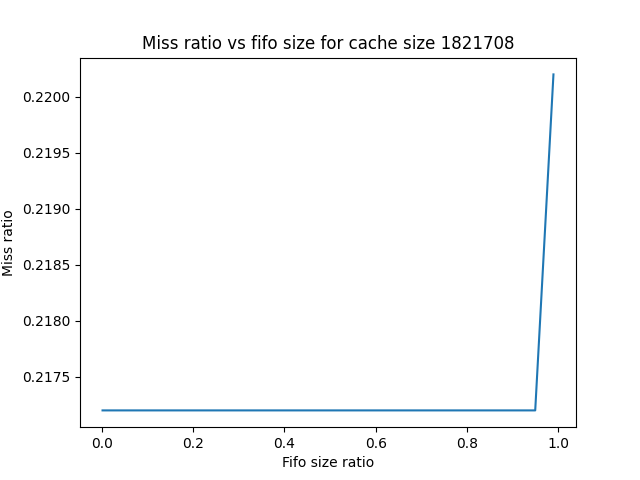 Miss ratio vs fifo size for cache size 1821708
0.2200
0.2195
0.2190
0.2185
0.2180
0.2175
Miss ratio
0.0 0.2 0.4 0.6 0.8 1.0
Fifo size ratio